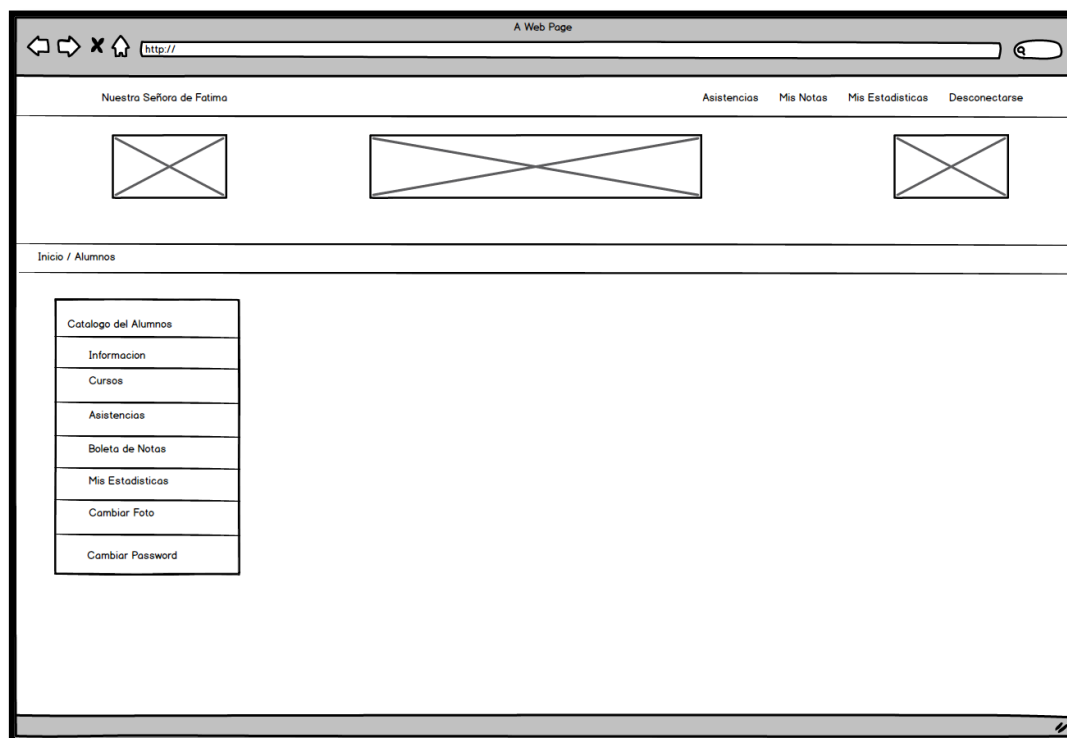 A Web Page
http://
Nuestra Señora de Fatima Asistencias Mis Notas Mis Estadisticas Desconectarse
Inicio / Alumnos
Catalogo del Alumnos
Informacion
Cursos
Asistencias
Boleta de Notas
Mis Estadisticas
Cambiar Foto
Cambiar Password